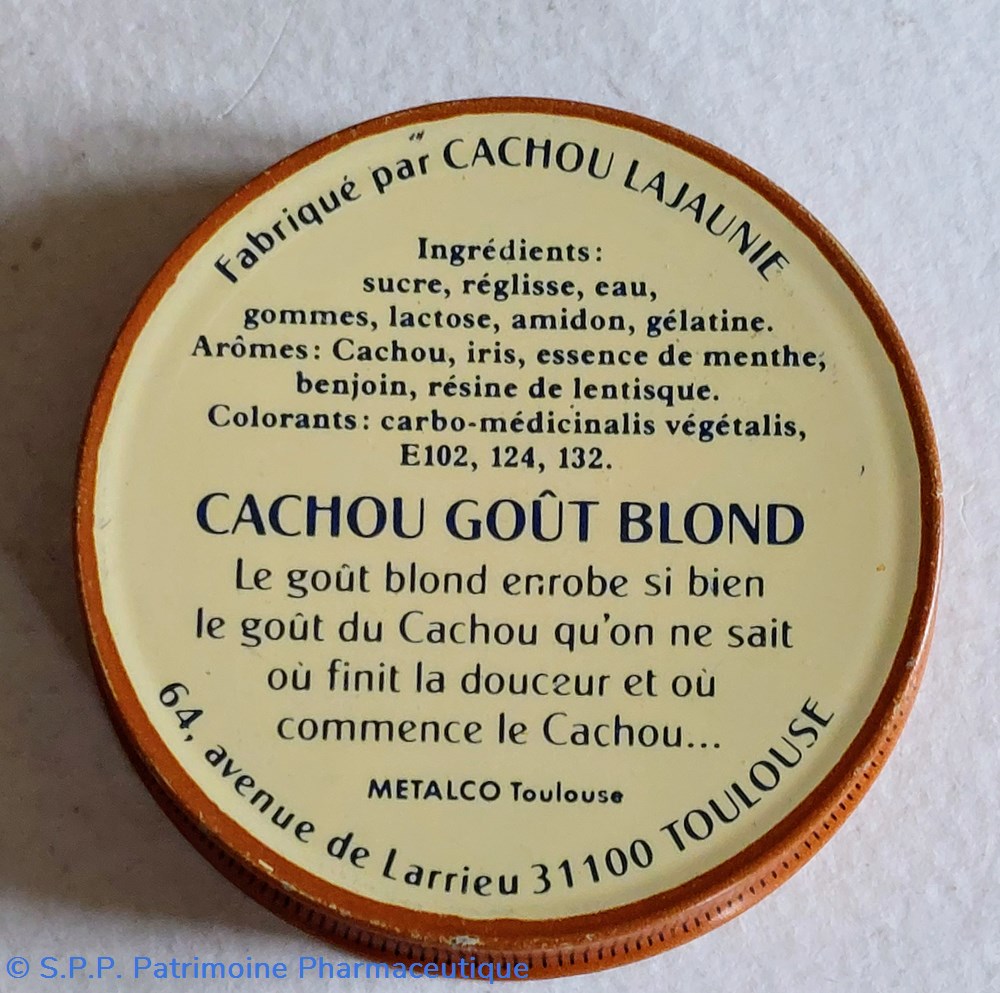 Fabriqué par CACHOU LAJAUNIE
Ingrédients:
sucre, réglisse, eau,
gommes, lactose, amidon, gélatine.
Arômes: Cachou, iris, essence de menthe,
benjoin, résine de lentisque.
Colorants: carbo-médicinalis végétalis,
E102, 124, 132.
CACHOU GOÛT BLOND
Le goût blond enrobe si bien
le goût du Cachou qu'on ne sait
où finit la douceur et où
commence le Cachou...
METALCO Toulouse
64, avenue de Larrieu 31100 TOULOUSE
© S.P.P. Patrimoine Pharmaceutique